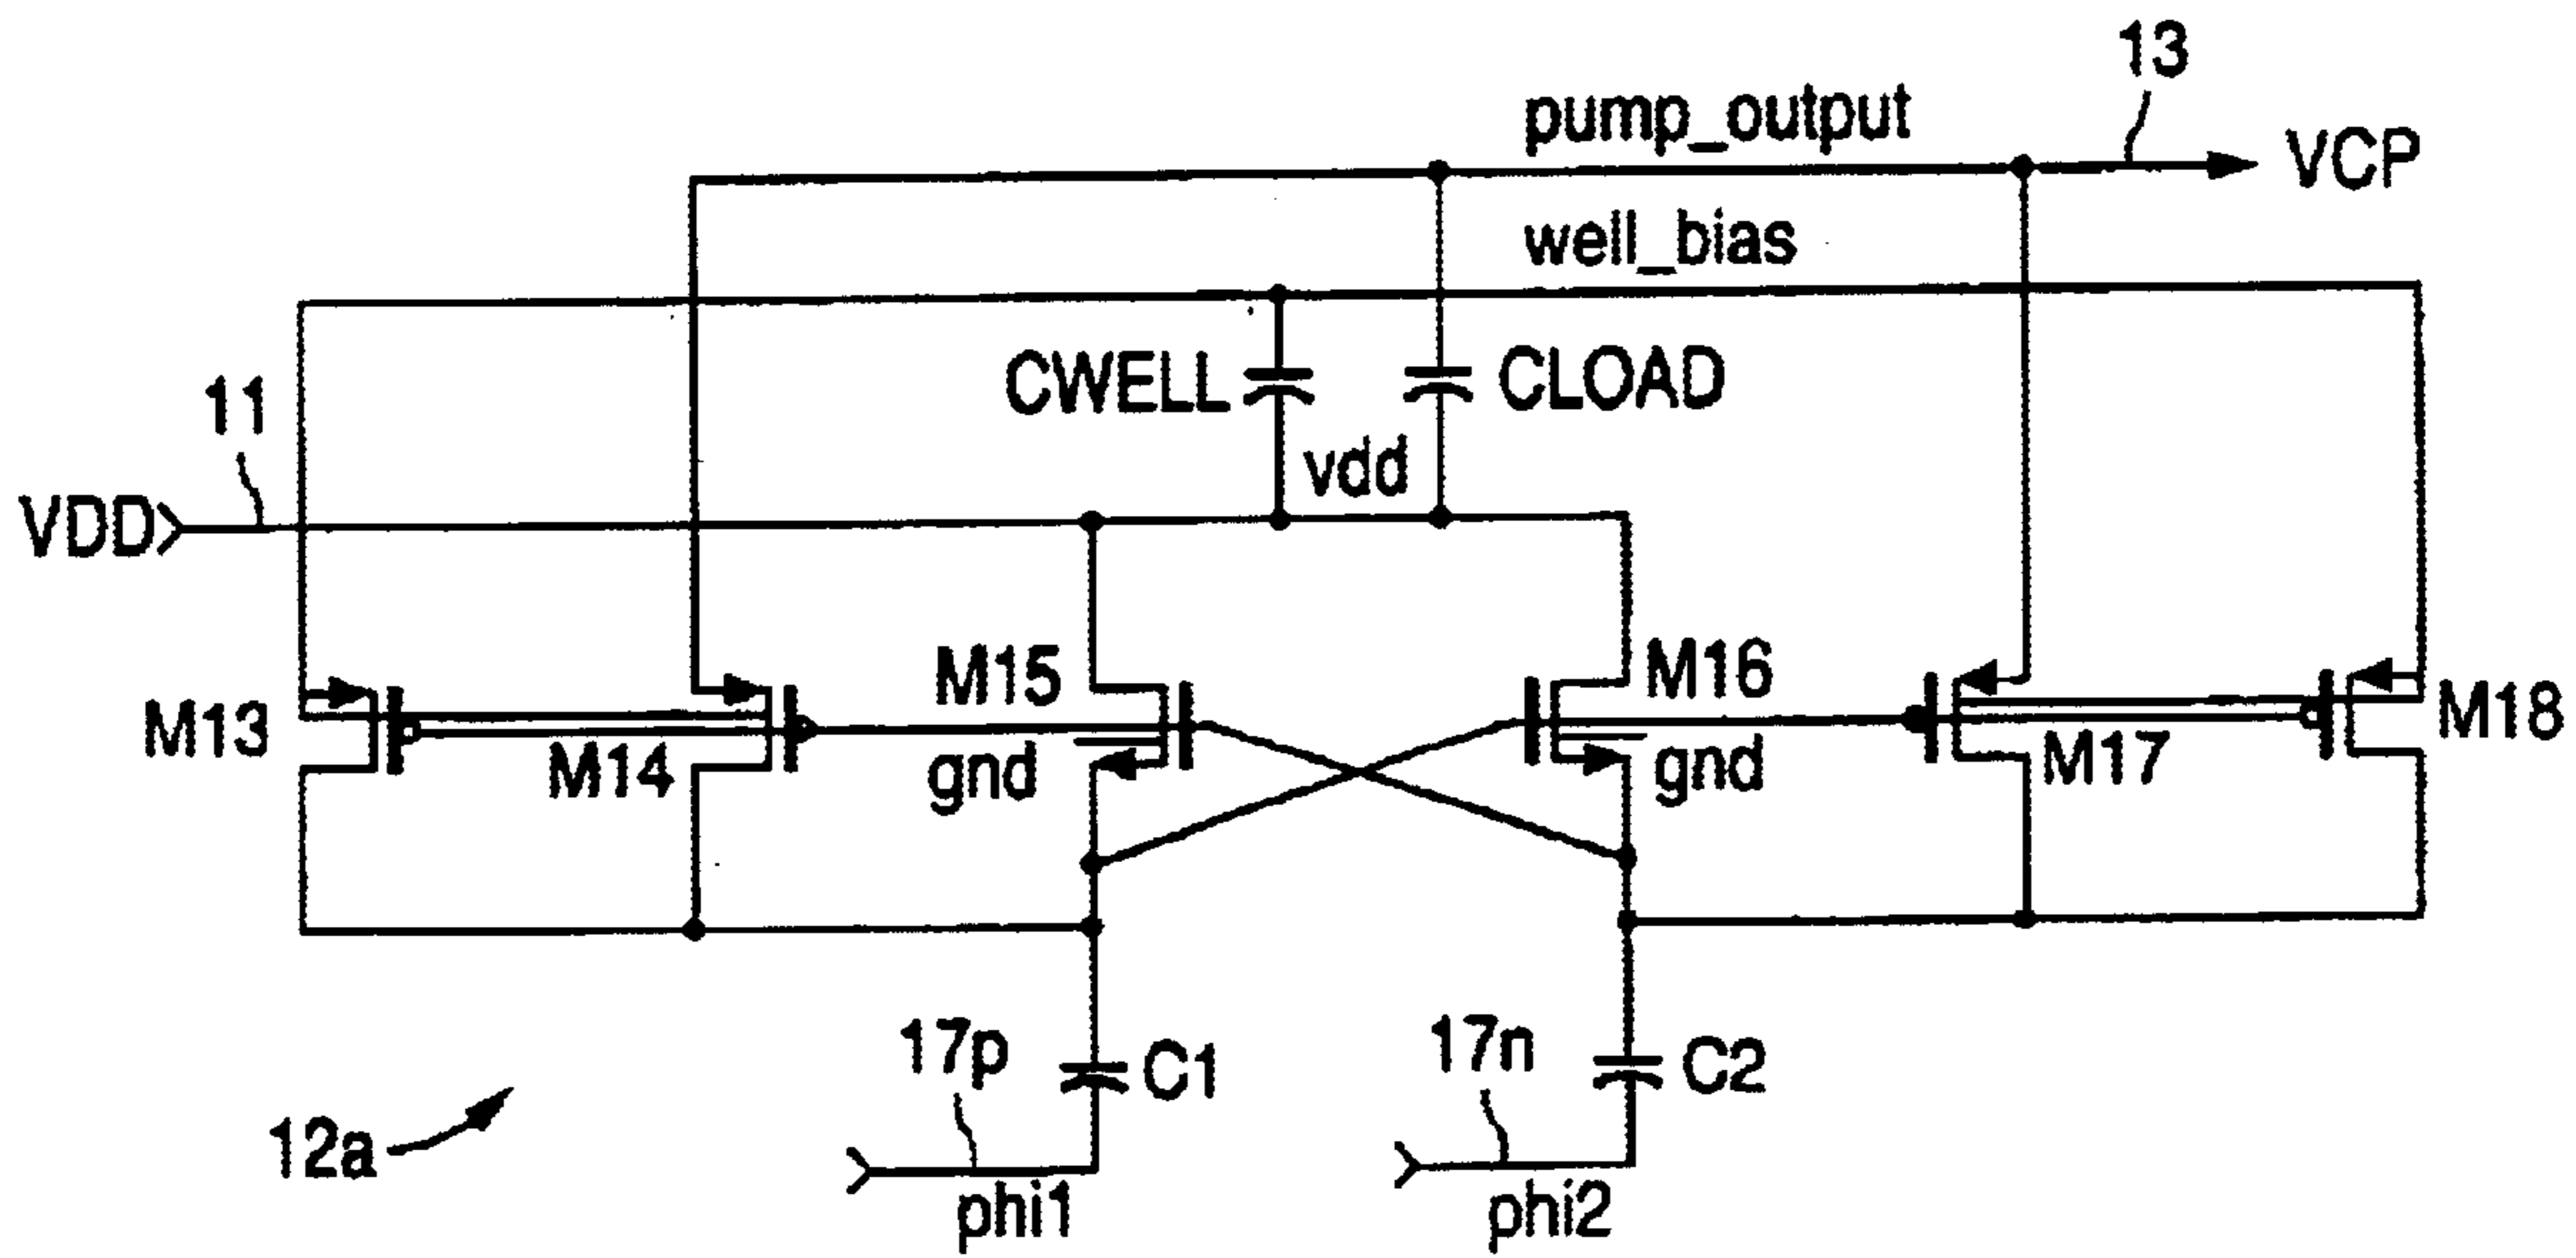 13
pump_output
VCP
well_bias
CWELL
CLOAD
11
vdd
VDD
M15
M16
M13
M14
gnd
gnd
M17
M18
17p
C1
17n
C2
12a
phi1
phi2